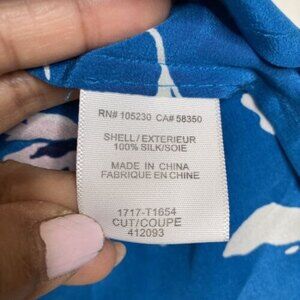 RN# 105230 CA# 58350
SHELL/EXTERIEUR
100% SILK/SOIE
MADE IN CHINA
FABRIQUE EN CHINE
1717-T1654
CUT/COUPE
412093